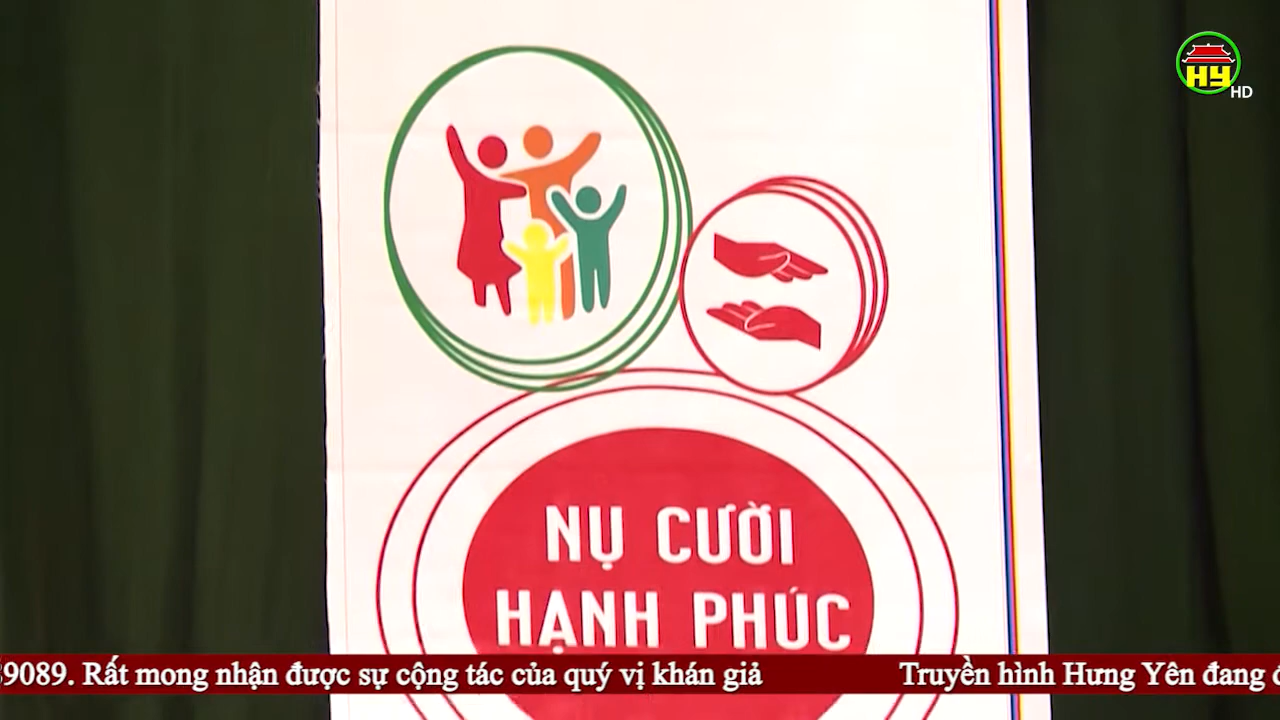 HY
HD
NỤ CƯỜI
HẠNH PHÚC
9089. Rất mong nhận được sự cộng tác của quý vị khán giả Truyền hình Hưng Yên đang